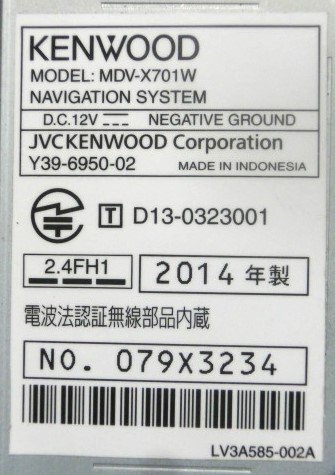 KENWOOD
MODEL: MDV-X701W
NAVIGATION SYSTEM
D.C.12V ⎓ NEGATIVE GROUND
JVCKENWOOD Corporation
Y39-6950-02 MADE IN INDONESIA
T D13-0323001
2.4FH1 2014 年製
電波法認証無線部品内蔵
NO. 079X3234
LV3A585-002A